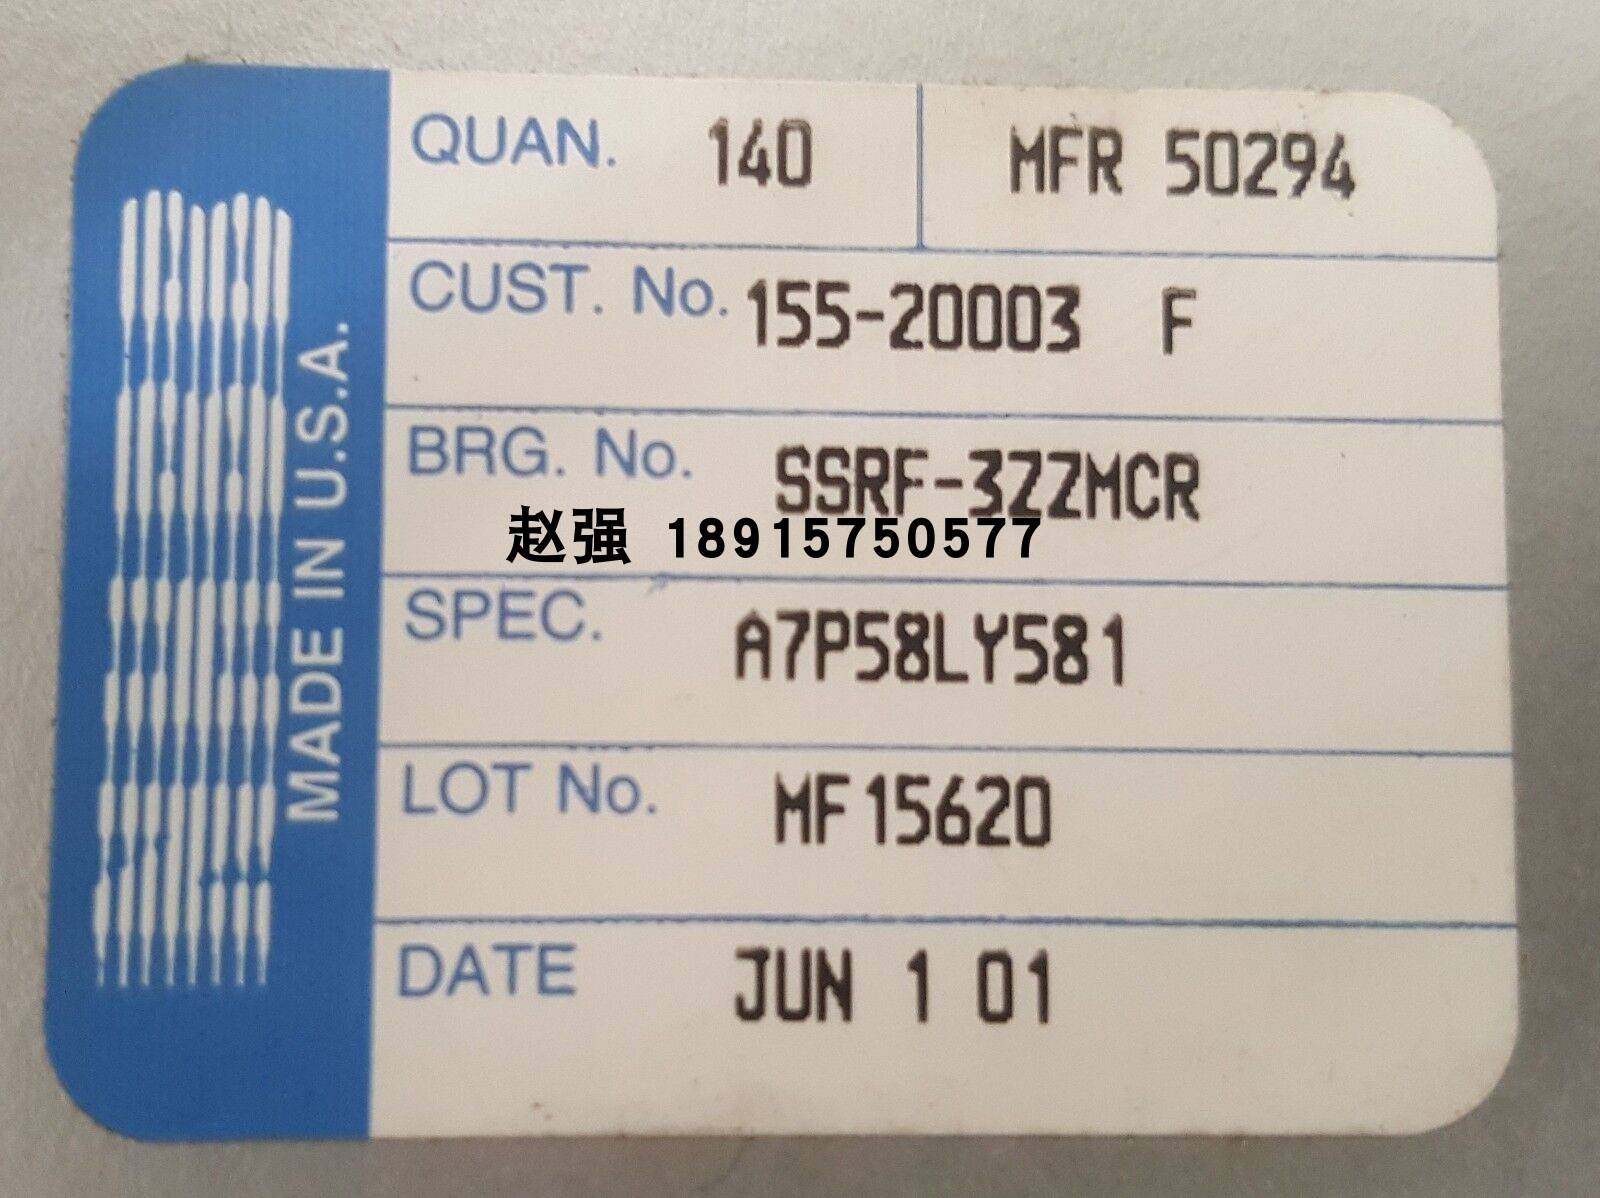 QUAN. 140 MFR 50294
CUST. No. 155-20003 F
BRG. No. SSRF-3ZZMCR
赵强 18915750577
SPEC. A7P58LY581
LOT No. MF15620
DATE JUN 1 01
MADE IN U.S.A.